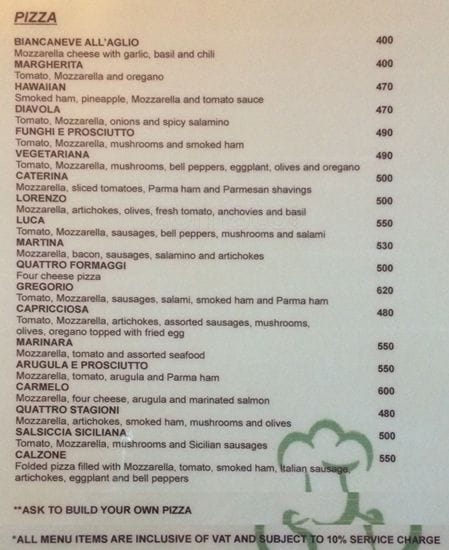 PIZZA
BIANCANEVE ALL'AGLIO 400
Mozzarella cheese with garlic, basil and chili
MARGHERITA 400
Tomato, Mozzarella and oregano
HAWAIIAN 470
Smoked ham, pineapple, Mozzarella and tomato sauce
DIAVOLA 470
Tomato, Mozzarella, onions and spicy salamino
FUNGHI E PROSCIUTTO 490
Tomato, Mozzarella, mushrooms and smoked ham
VEGETARIANA 490
Tomato, Mozzarella, mushrooms, bell peppers, eggplant, olives and oregano
CATERINA 500
Mozzarella, sliced tomatoes, Parma ham and Parmesan shavings
LORENZO 500
Mozzarella, artichokes, olives, fresh tomato, anchovies and basil
LUCA 550
Tomato, Mozzarella, sausages, bell peppers, mushrooms and salami
MARTINA 530
Mozzarella, bacon, sausages, salamino and artichokes
QUATTRO FORMAGGI 500
Four cheese pizza
GREGORIO 620
Tomato, Mozzarella, sausages, salami, smoked ham and Parma ham
CAPRICCIOSA 480
Tomato, Mozzarella, artichokes, assorted sausages, mushrooms,
olives, oregano topped with fried egg
MARINARA 550
Mozzarella, tomato and assorted seafood
ARUGULA E PROSCIUTTO 550
Mozzarella, tomato, arugula and Parma ham
CARMELO 600
Mozzarella, four cheese, arugula and marinated salmon
QUATTRO STAGIONI 480
Mozzarella, artichokes, smoked ham, mushrooms and olives
SALSICCIA SICILIANA 500
Tomato, Mozzarella, mushrooms and Sicilian sausages
CALZONE 550
Folded pizza filled with Mozzarella, tomato, smoked ham, Italian sausage,
artichokes, eggplant and bell peppers
**ASK TO BUILD YOUR OWN PIZZA
*ALL MENU ITEMS ARE INCLUSIVE OF VAT AND SUBJECT TO 10% SERVICE CHARGE